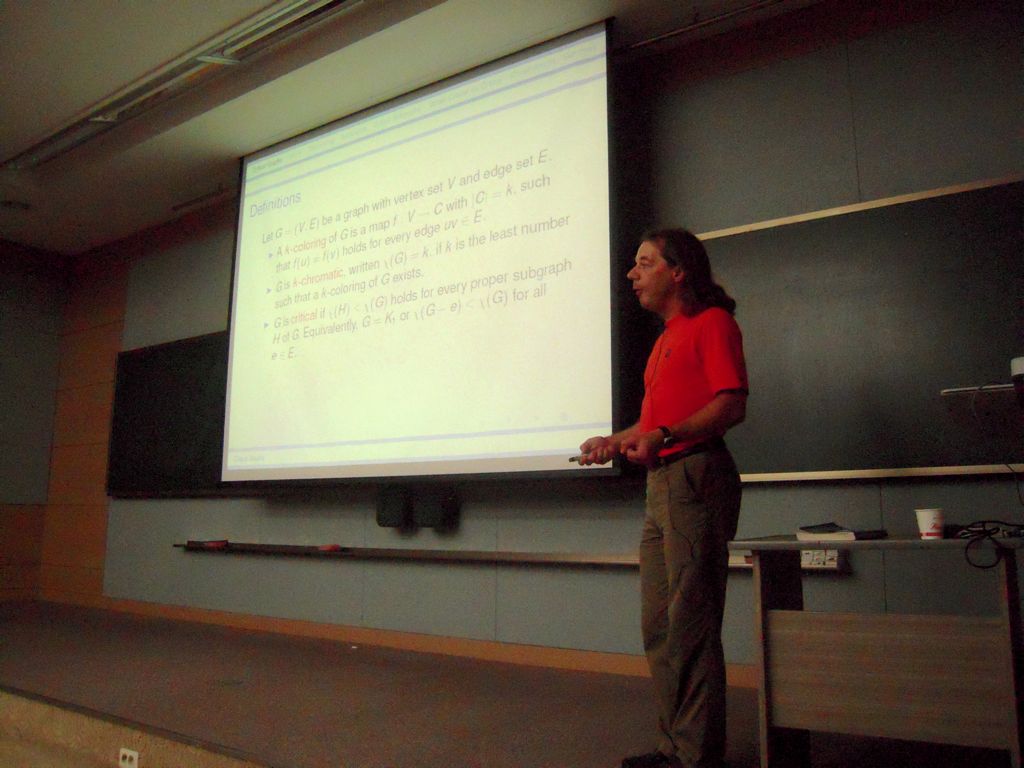 Definitions
Let G = (V, E) be a graph with vertex set V and edge set E.
A k-coloring of G is a map f : V → C with |C| = k, such
that f(u) ≠ f(v) holds for every edge uv ∈ E.
G is k-chromatic, written χ(G) = k, if k is the least number
such that a k-coloring of G exists.
G is critical if χ(H) < χ(G) holds for every proper subgraph
H of G. Equivalently, G = K₁ or χ(G − e) < χ(G) for all
e ∈ E.